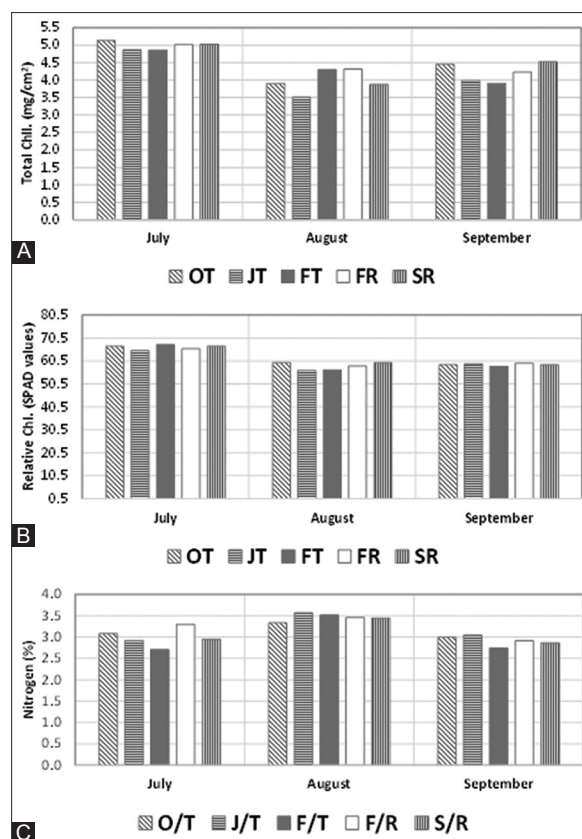 Total Chll. (mg/cm²)
5.5
5.0
4.5
4.0
3.5
3.0
2.5
2.0
1.5
1.0
0.5
0.0
July August September
A
OT JT FT FR SR
Relative Chl. (SPAD values)
80.5
70.5
60.5
50.5
40.5
30.5
20.5
10.5
0.5
July August September
B
OT JT FT FR SR
Nitrogen (%)
4.0
3.5
3.0
2.5
2.0
1.5
1.0
0.5
0.0
July August September
C
O/T J/T F/T F/R S/R